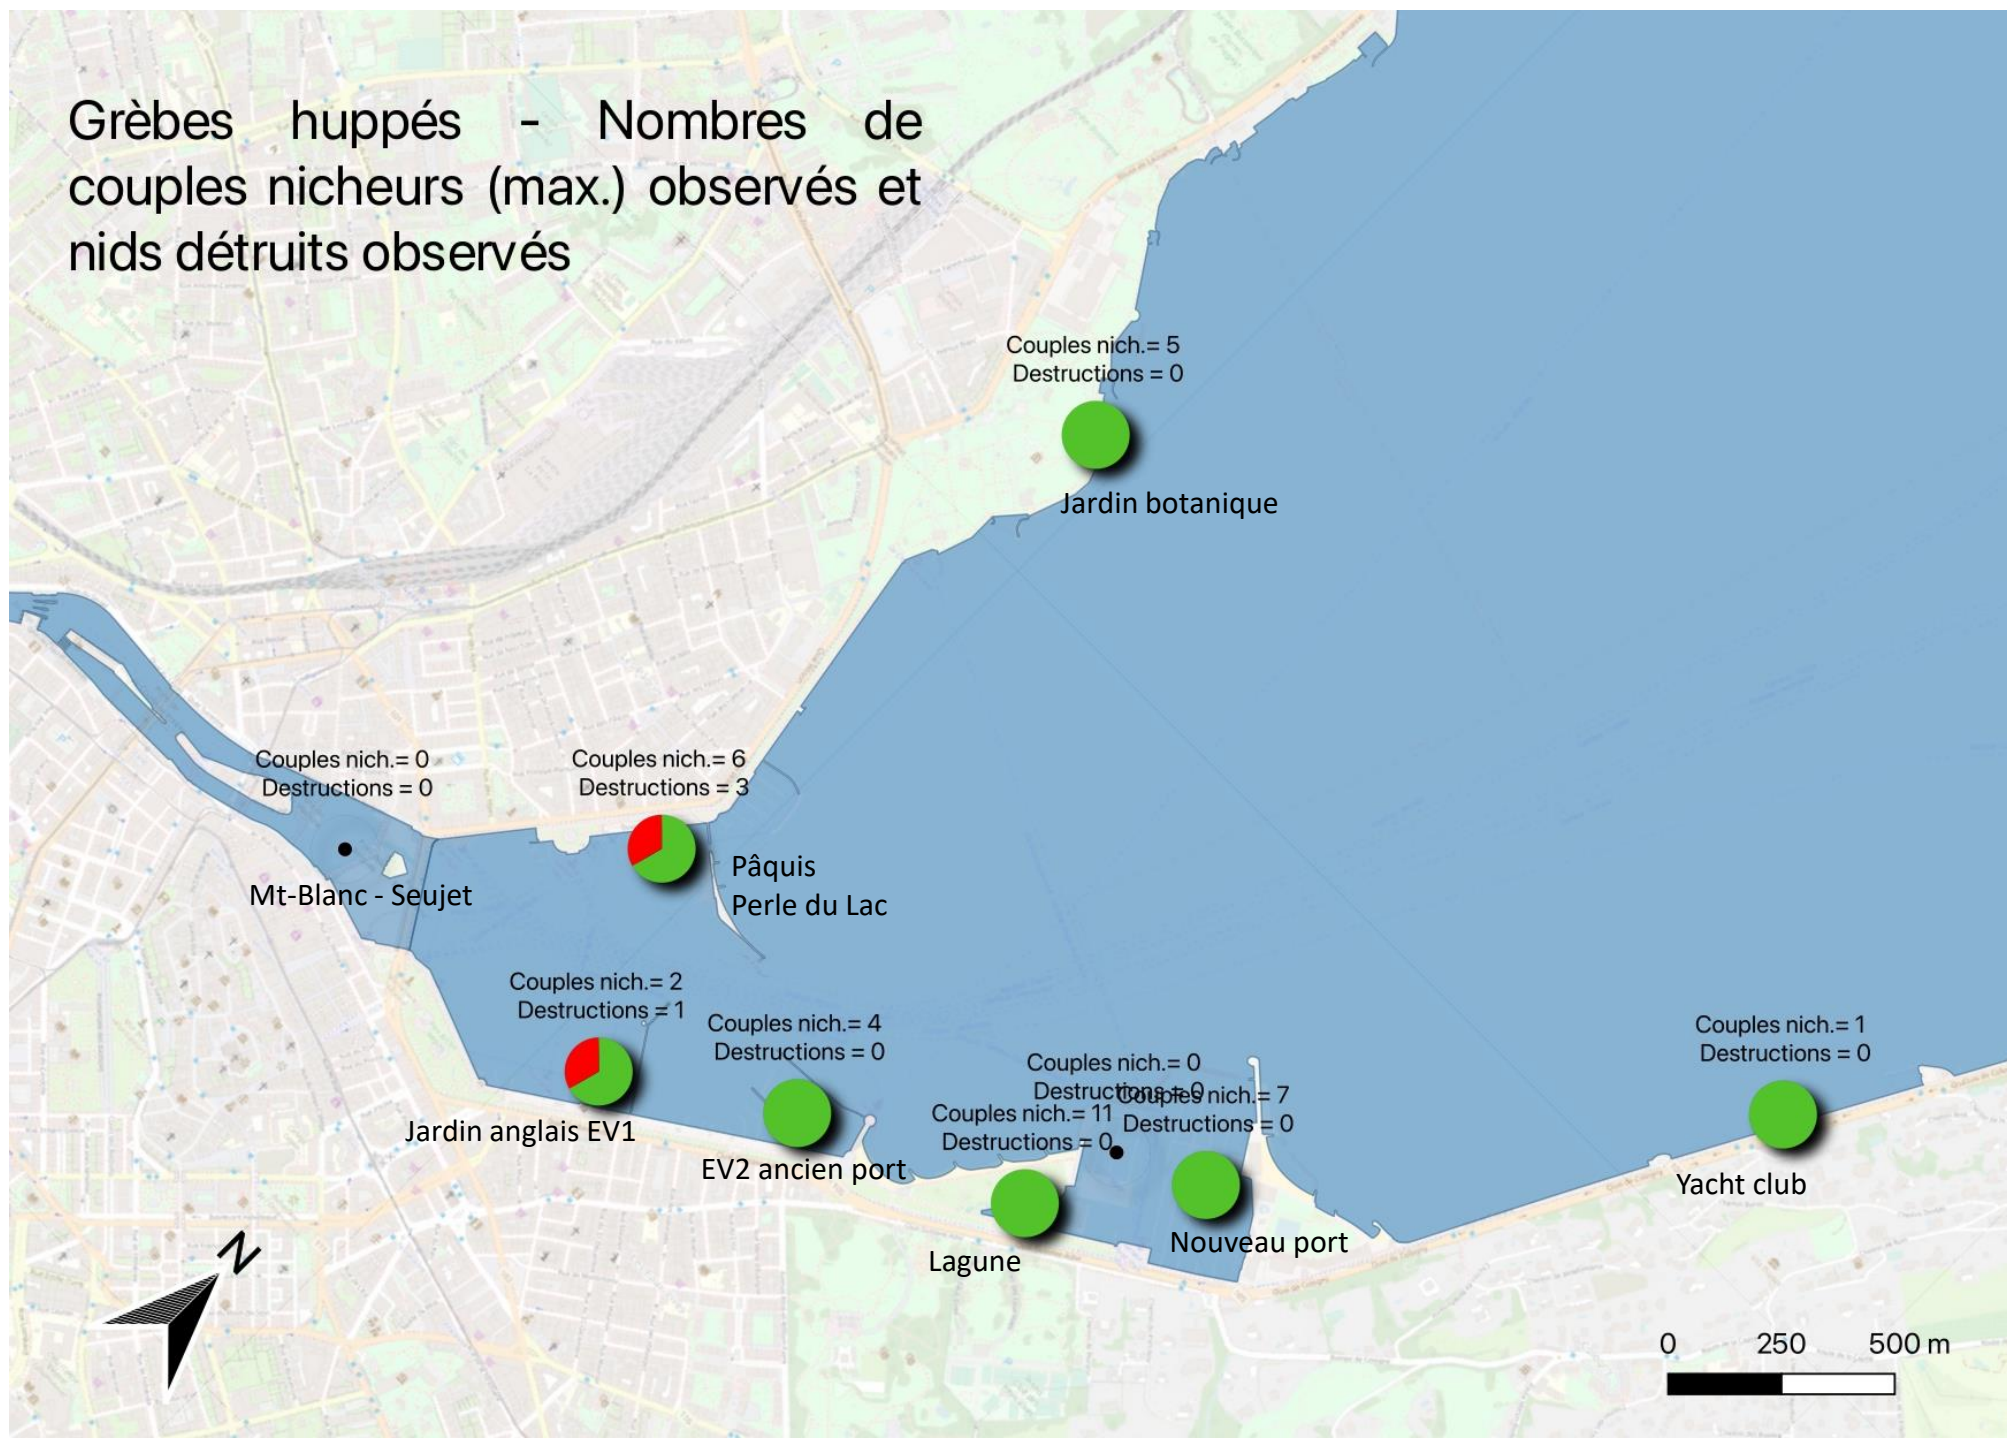 Grèbes huppés - Nombres de
couples nicheurs (max.) observés et
nids détruits observés
Couples nich.= 5
Destructions = 0
Jardin botanique
Couples nich.= 0
Destructions = 0
Mt-Blanc - Seujet
Couples nich.= 6
Destructions = 3
Pâquis
Perle du Lac
Couples nich.= 2
Destructions = 1
Jardin anglais EV1
Couples nich.= 4
Destructions = 0
EV2 ancien port
Couples nich.= 0
Destructions = 0
Couples nich.= 11
Destructions = 0
Lagune
Couples nich.= 7
Destructions = 0
Nouveau port
Couples nich.= 1
Destructions = 0
Yacht club
N
0 250 500 m